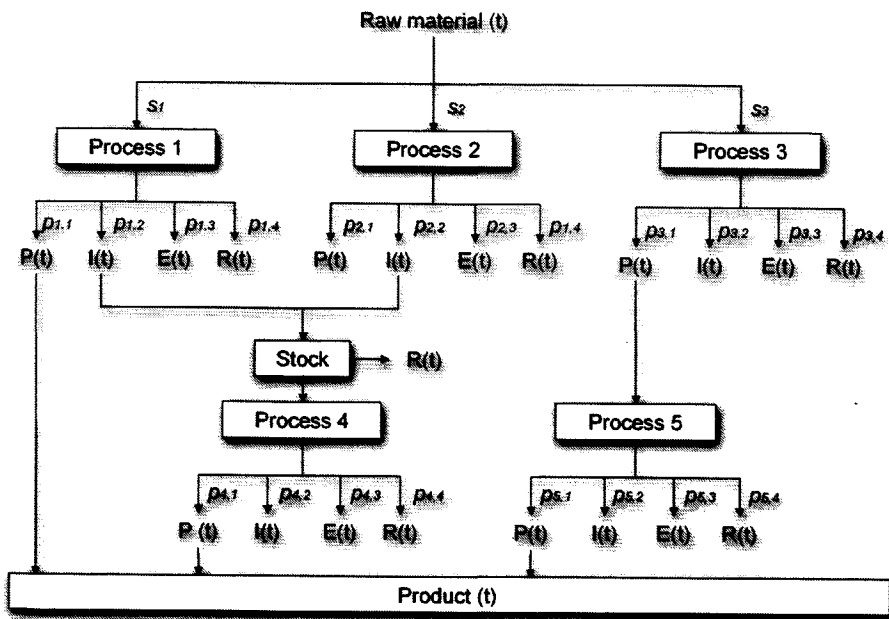 Raw material (t)
s1 s2 s3
Process 1 Process 2 Process 3
p1,1 p1,2 p1,3 p1,4 p2,1 p2,2 p2,3 p1,4 p3,1 p3,2 p3,3 p3,4
P(t) I(t) E(t) R(t) P(t) I(t) E(t) R(t) P(t) I(t) E(t) R(t)
Stock R(t)
Process 4 Process 5
p4,1 p4,2 p4,3 p4,4 p5,1 p5,2 p5,3 p5,4
P (t) I(t) E(t) R(t) P(t) I(t) E(t) R(t)
Product (t)